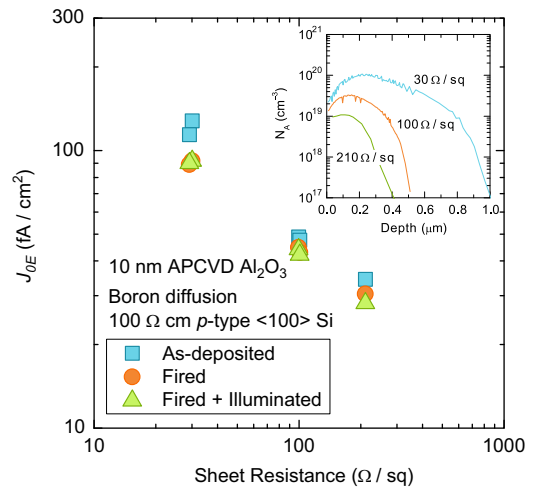 300
100
10
J0E (fA / cm²)
10
100
1000
Sheet Resistance (Ω / sq)
10 nm APCVD Al₂O₃
Boron diffusion
100 Ω cm p-type <100> Si
As-deposited
Fired
Fired + Illuminated
10²¹
10²⁰
10¹⁹
10¹⁸
10¹⁷
N_A (cm⁻³)
30 Ω / sq
100 Ω / sq
210 Ω / sq
0.0 0.2 0.4 0.6 0.8 1.0
Depth (μm)